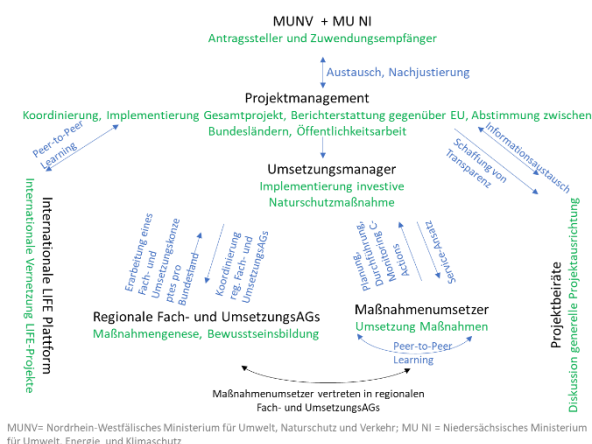 MUNV + MU NI
Antragssteller und Zuwendungsempfänger
Austausch, Nachjustierung
Projektmanagement
Koordinierung, Implementierung Gesamtprojekt, Berichterstattung gegenüber EU, Abstimmung zwischen
Bundesländern, Öffentlichkeitsarbeit
Peer-to-Peer
Learning
Informationsaustausch
Schaffung von
Transparenz
Umsetzungsmanager
Implementierung investive
Naturschutzmaßnahme
Internationale LIFE Plattform
Internationale Vernetzung LIFE-Projekte
Erarbeitung eines
Fach- und
Umsetzungskonze
ptes pro
Bundesland
Koordinierung
reg. Fach- und
UmsetzungsAGs
Planung,
Durchführung,
Monitoring C-
Actions
Service-Ansatz
Projektbeiräte
Diskussion generelle Projektausrichtung
Regionale Fach- und UmsetzungsAGs
Maßnahmengenese, Bewusstseinsbildung
Maßnahmenumsetzer
Umsetzung Maßnahmen
Peer-to-Peer
Learning
Maßnahmenumsetzer vertreten in regionalen
Fach- und UmsetzungsAGs
MUNV= Nordrhein-Westfälisches Ministerium für Umwelt, Naturschutz und Verkehr; MU NI = Niedersächsisches Ministerium
für Umwelt, Energie, und Klimaschutz